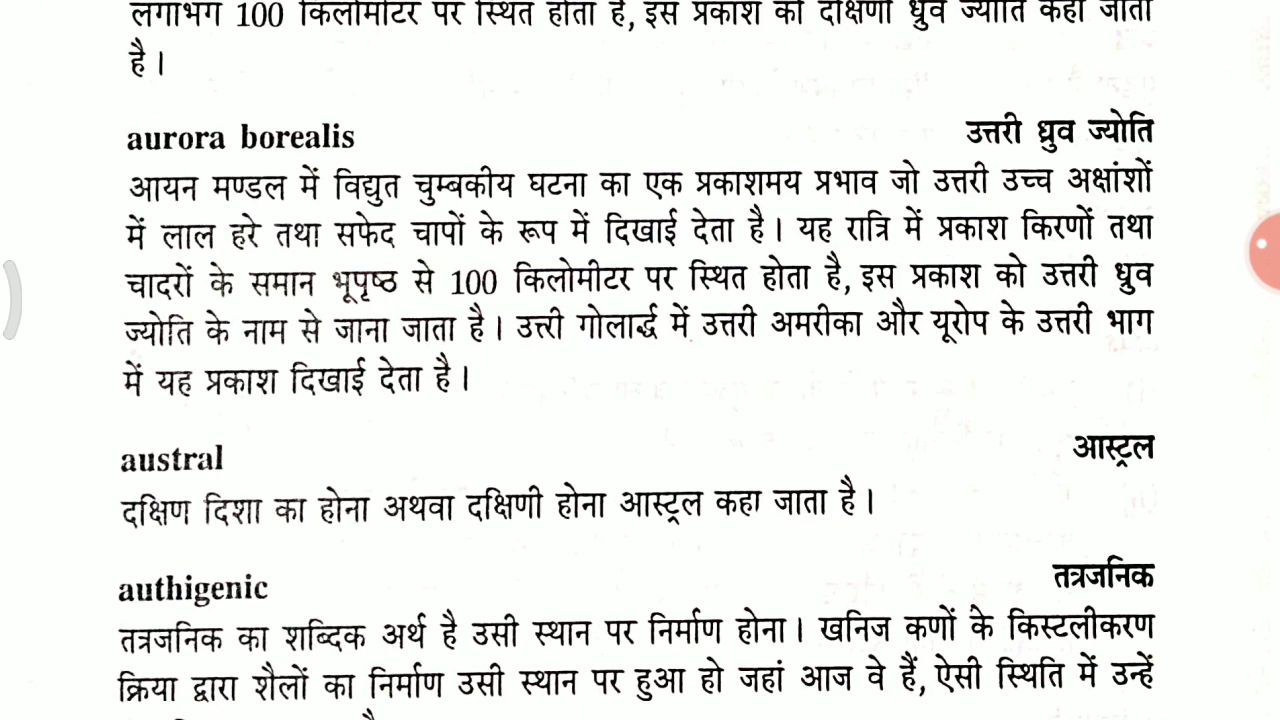 लगाभग 100 किलोमीटर पर स्थित होता है, इस प्रकाश को दक्षिणी ध्रुव ज्योति कहा जाता
है।
aurora borealis उत्तरी ध्रुव ज्योति
आयन मण्डल में विद्युत चुम्बकीय घटना का एक प्रकाशमय प्रभाव जो उत्तरी उच्च अक्षांशों
में लाल हरे तथा सफेद चापों के रूप में दिखाई देता है। यह रात्रि में प्रकाश किरणों तथा
चादरों के समान भूपृष्ठ से 100 किलोमीटर पर स्थित होता है, इस प्रकाश को उत्तरी ध्रुव
ज्योति के नाम से जाना जाता है। उत्तरी गोलार्द्ध में उत्तरी अमरीका और यूरोप के उत्तरी भाग
में यह प्रकाश दिखाई देता है।
austral आस्ट्रल
दक्षिण दिशा का होना अथवा दक्षिणी होना आस्ट्रल कहा जाता है।
authigenic तत्रजनिक
तत्रजनिक का शब्दिक अर्थ है उसी स्थान पर निर्माण होना। खनिज कणों के किस्टलीकरण
क्रिया द्वारा शैलों का निर्माण उसी स्थान पर हुआ हो जहां आज वे हैं, ऐसी स्थिति में उन्हें